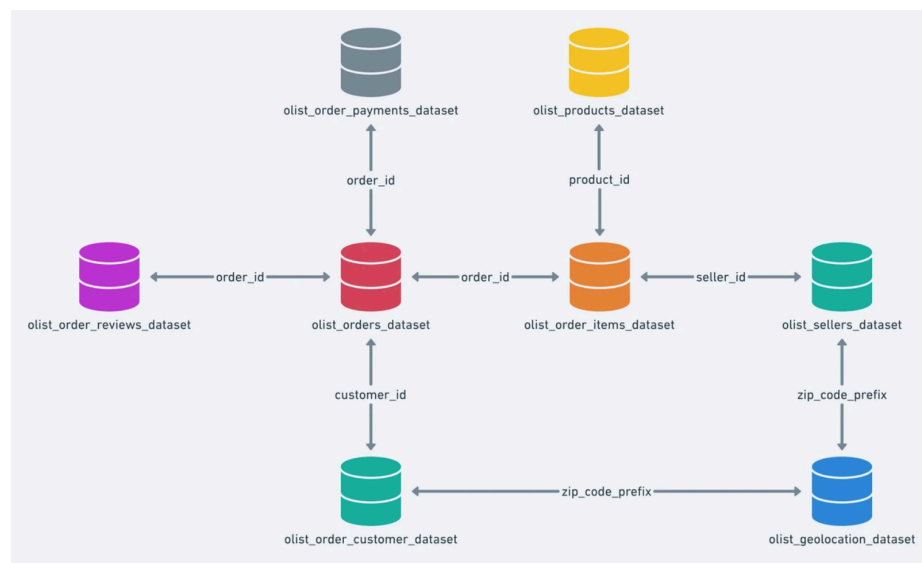 olist_order_payments_dataset
olist_products_dataset
order_id
product_id
order_id
order_id
seller_id
olist_order_reviews_dataset
olist_orders_dataset
olist_order_items_dataset
olist_sellers_dataset
customer_id
zip_code_prefix
zip_code_prefix
olist_order_customer_dataset
olist_geolocation_dataset